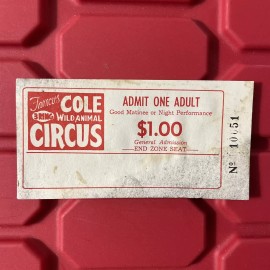 Famous COLE
3 RING WILD ANIMAL
CIRCUS
ADMIT ONE ADULT
Good Matinee or Night Performance
$1.00
General Admission
END ZONE SEAT
Nº